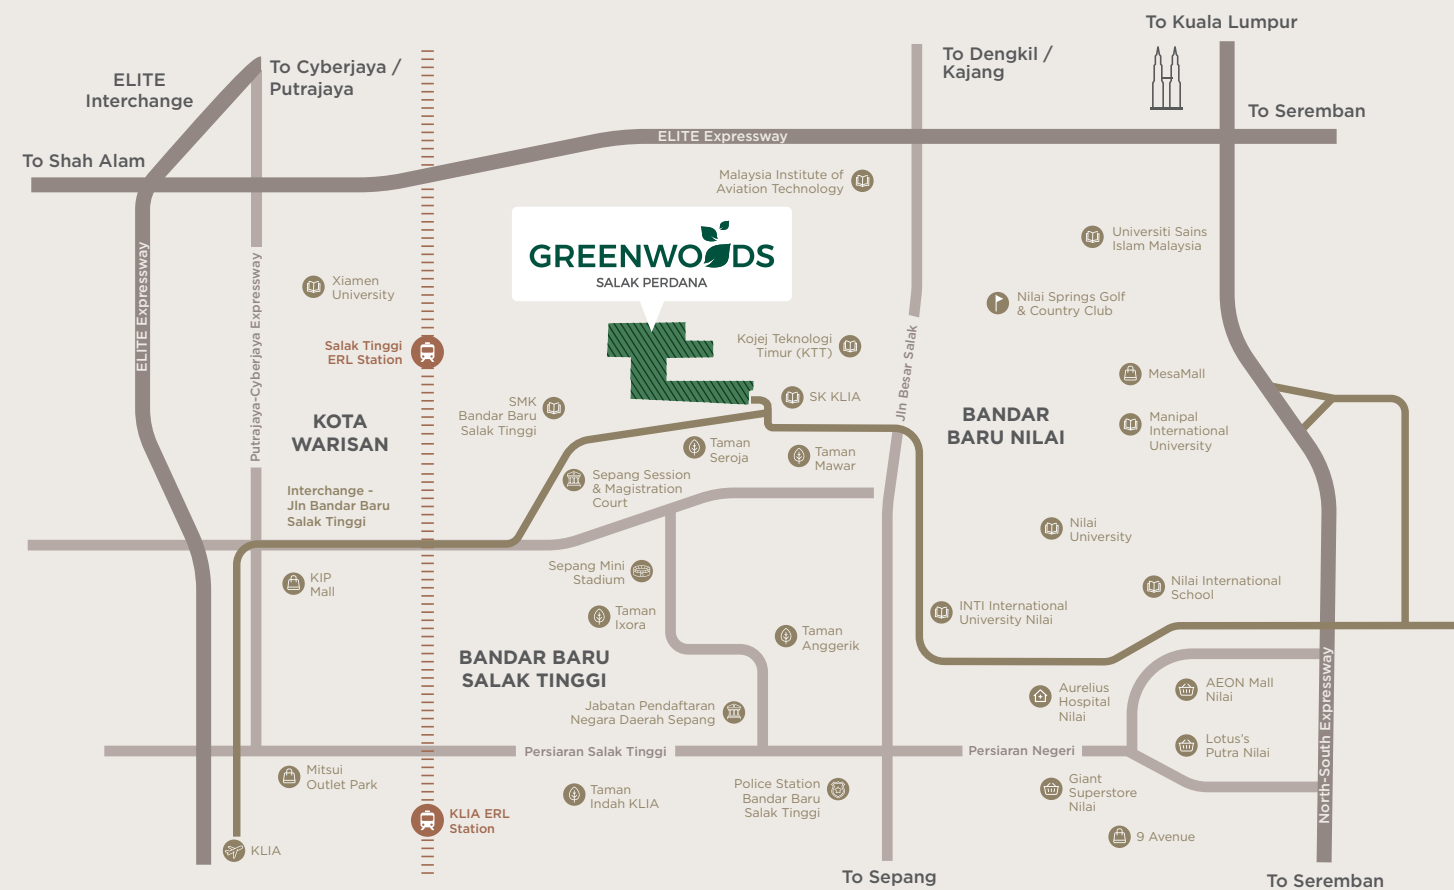 To Kuala Lumpur
To Dengkil /
Kajang
To Cyberjaya /
Putrajaya
ELITE
Interchange
To Seremban
ELITE Expressway
To Shah Alam
Malaysia Institute of
Aviation Technology
GREENWOODS
SALAK PERDANA
Universiti Sains
Islam Malaysia
ELITE Expressway
Putrajaya-Cyberjaya Expressway
Xiamen
University
Nilai Springs Golf
& Country Club
Salak Tinggi
ERL Station
Kojej Teknologi
Timur (KTT)
Jln Besar Salak
MesaMall
SK KLIA
SMK
Bandar Baru
Salak Tinggi
KOTA
WARISAN
BANDAR
BARU NILAI
Manipal
International
University
Taman
Seroja
Taman
Mawar
Sepang Session
& Magistration
Court
Interchange -
Jln Bandar Baru
Salak Tinggi
Nilai
University
KIP
Mall
Sepang Mini
Stadium
Nilai International
School
Taman
Ixora
INTI International
University Nilai
Taman
Anggerik
BANDAR BARU
SALAK TINGGI
Aurelius
Hospital
Nilai
AEON Mall
Nilai
Jabatan Pendaftaran
Negara Daerah Sepang
North-South Expressway
Persiaran Salak Tinggi
Persiaran Negeri
Lotus's
Putra Nilai
Mitsui
Outlet Park
Taman
Indah KLIA
Police Station
Bandar Baru
Salak Tinggi
Giant
Superstore
Nilai
KLIA ERL
Station
9 Avenue
KLIA
To Sepang
To Seremban